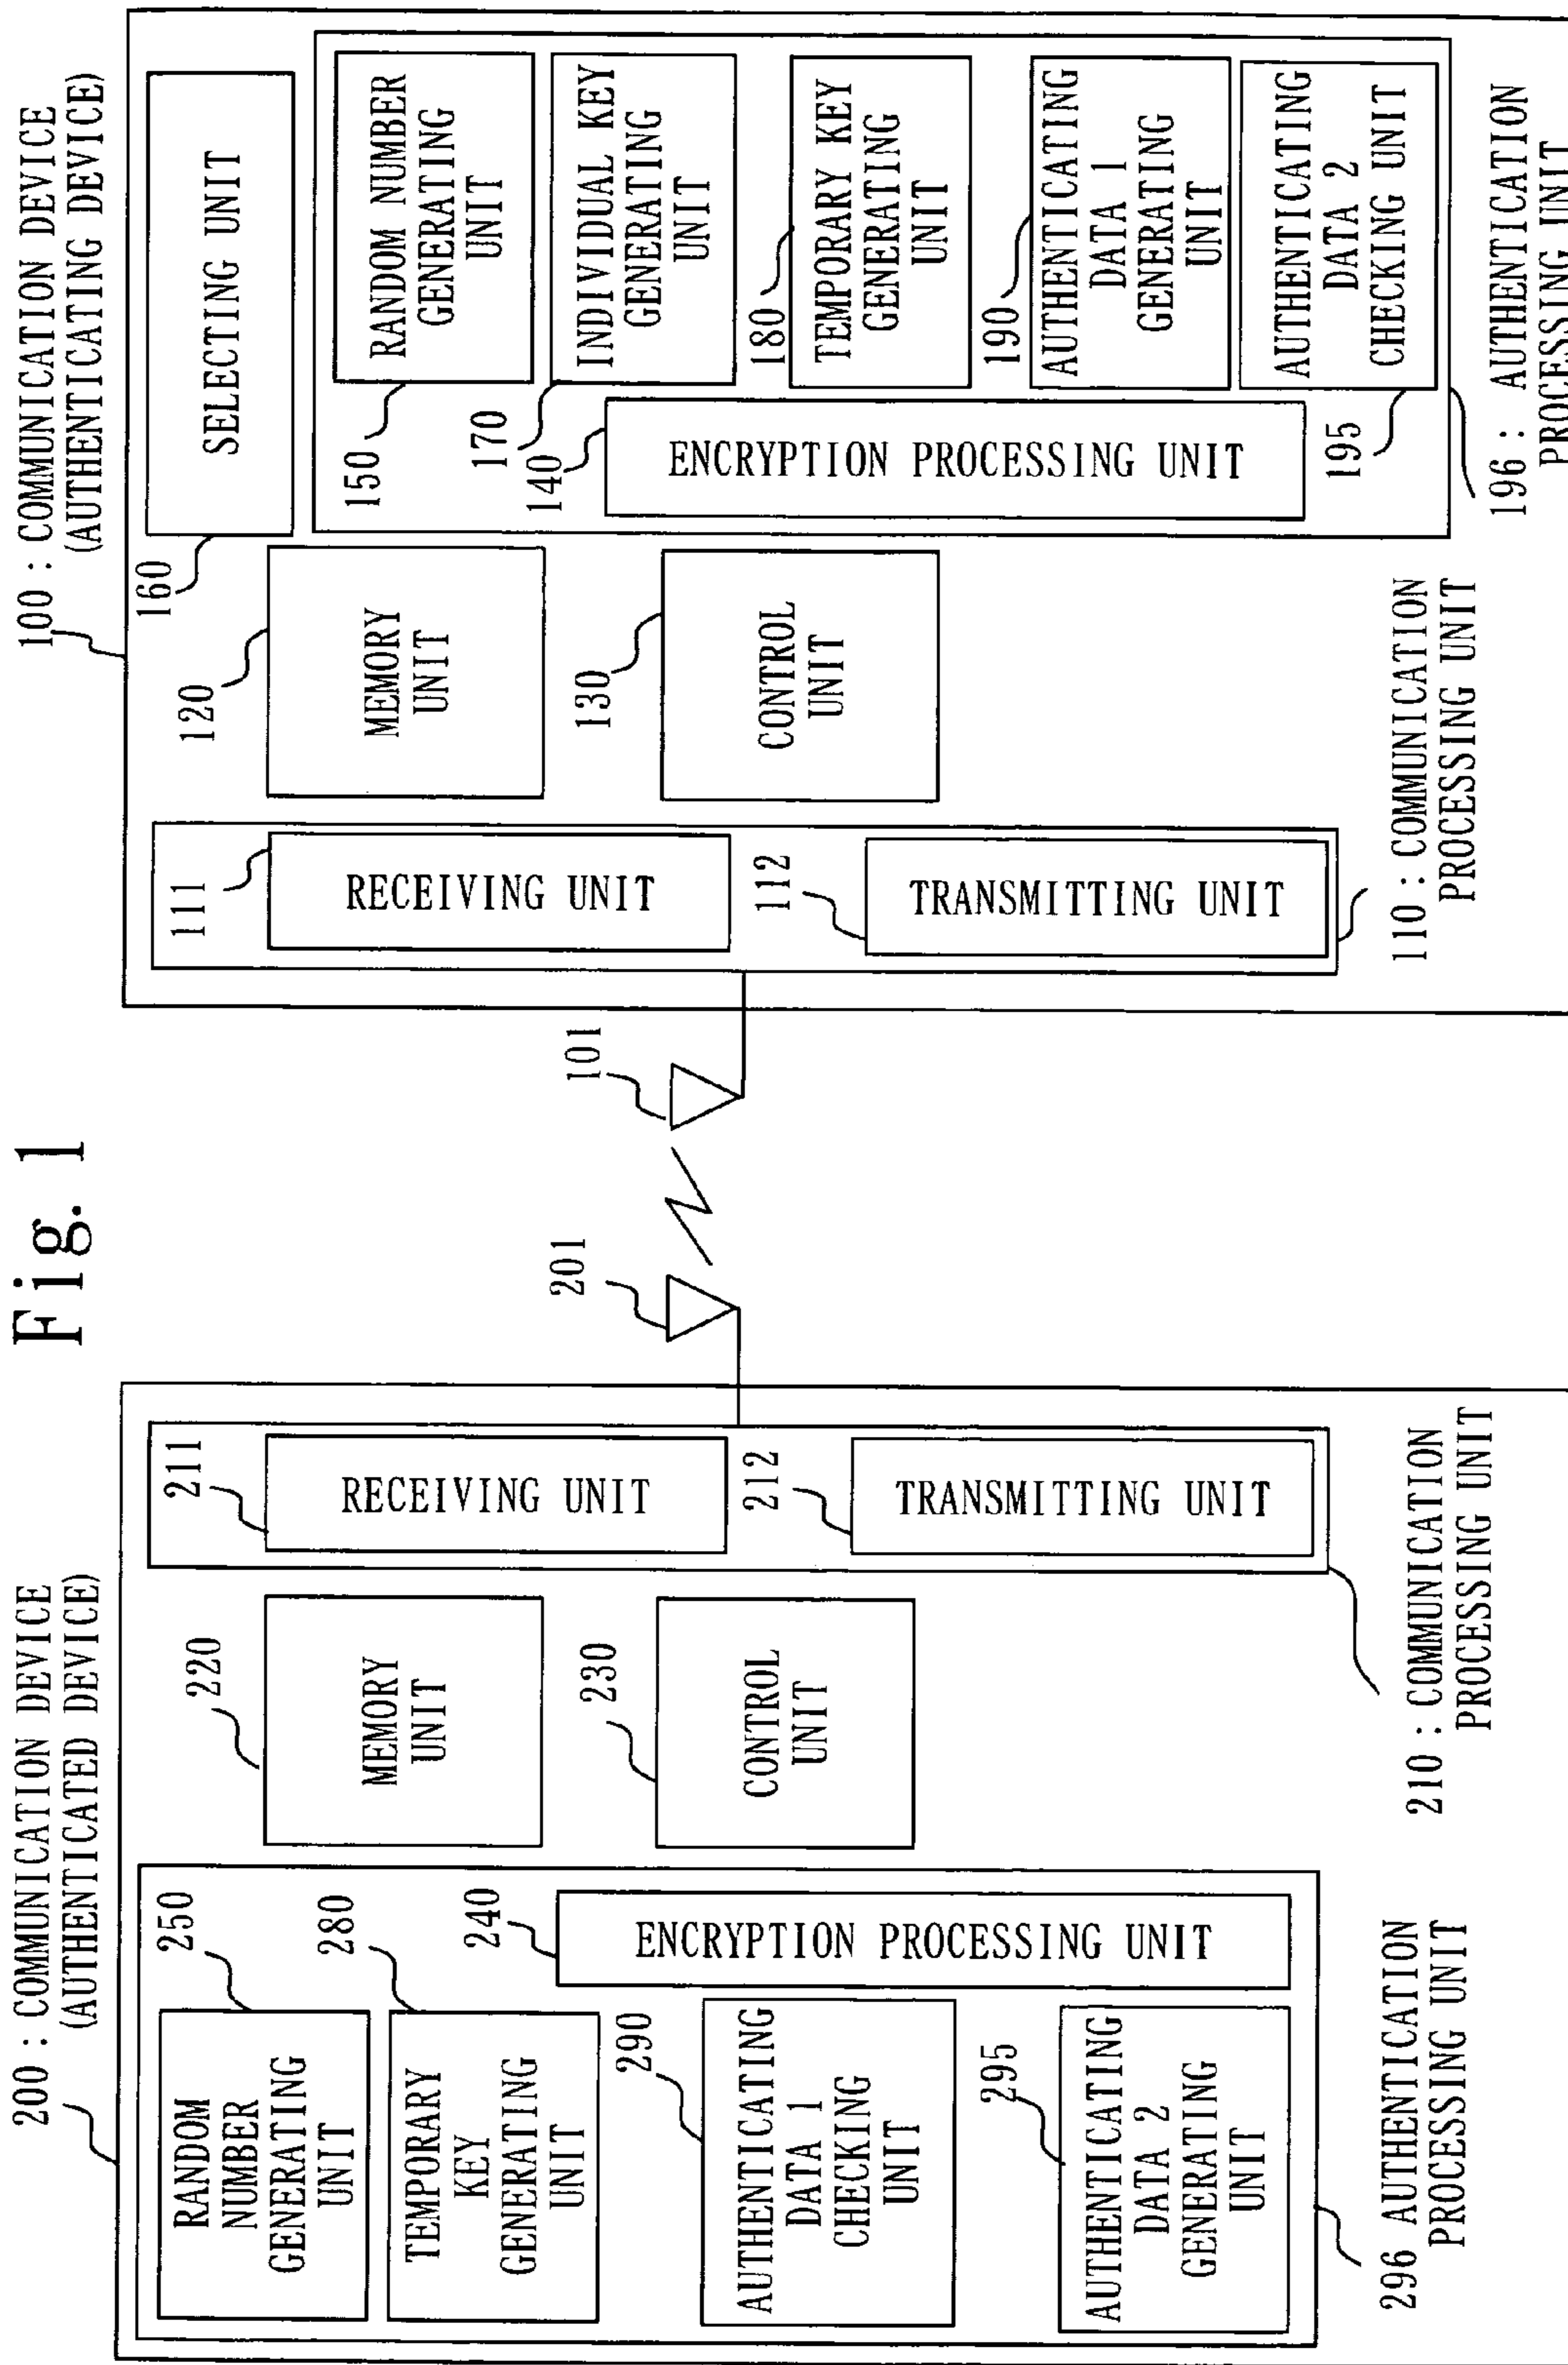 Fig. 1
200 : COMMUNICATION DEVICE
(AUTHENTICATED DEVICE)
250
RANDOM
NUMBER
GENERATING
UNIT
280
TEMPORARY
KEY
GENERATING
UNIT
240
ENCRYPTION PROCESSING UNIT
290
AUTHENTICATING
DATA 1
CHECKING
UNIT
295
AUTHENTICATING
DATA 2
GENERATING
UNIT
296 AUTHENTICATION
PROCESSING UNIT
220
MEMORY
UNIT
230
CONTROL
UNIT
211
RECEIVING UNIT
212
TRANSMITTING UNIT
210 : COMMUNICATION
PROCESSING UNIT
201
101
100 : COMMUNICATION DEVICE
(AUTHENTICATING DEVICE)
111
RECEIVING UNIT
112
TRANSMITTING UNIT
110 : COMMUNICATION
PROCESSING UNIT
120
MEMORY
UNIT
130
CONTROL
UNIT
160
SELECTING UNIT
150
RANDOM NUMBER
GENERATING
UNIT
170
INDIVIDUAL KEY
GENERATING
UNIT
140
ENCRYPTION PROCESSING UNIT
180
TEMPORARY KEY
GENERATING
UNIT
190
AUTHENTICATING
DATA 1
GENERATING
UNIT
195
AUTHENTICATING
DATA 2
CHECKING UNIT
196 : AUTHENTICATION
PROCESSING UNIT